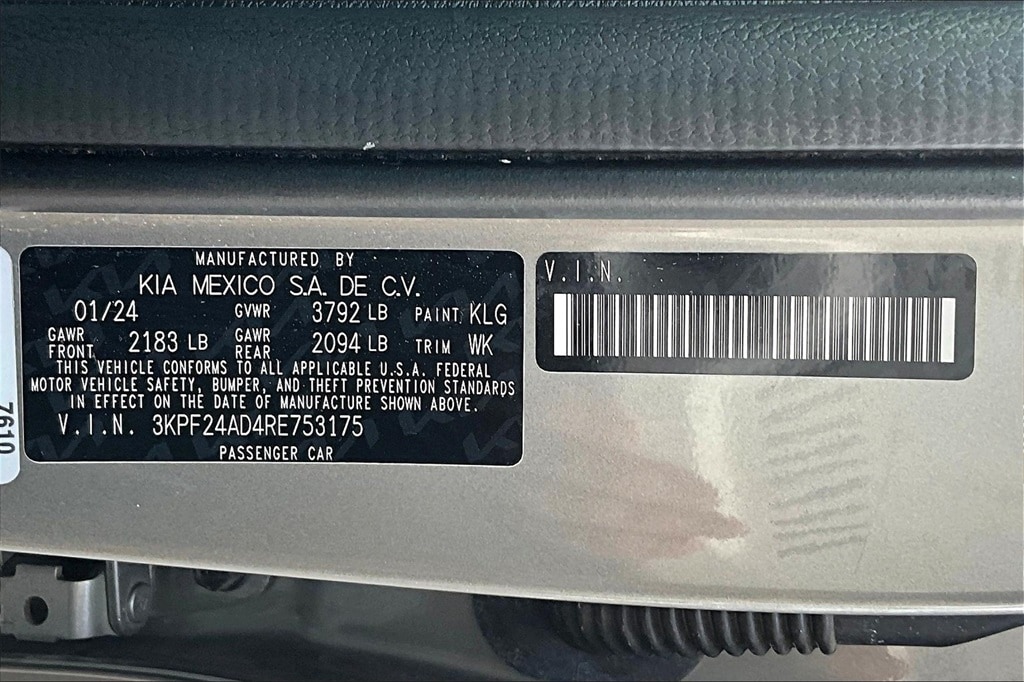 MANUFACTURED BY
KIA MEXICO S.A. DE C.V.
01/24 GVWR 3792 LB PAINT KLG
GAWR FRONT 2183 LB GAWR REAR 2094 LB TRIM WK
THIS VEHICLE CONFORMS TO ALL APPLICABLE U.S.A. FEDERAL
MOTOR VEHICLE SAFETY, BUMPER, AND THEFT PREVENTION STANDARDS
IN EFFECT ON THE DATE OF MANUFACTURE SHOWN ABOVE.
V.I.N. 3KPF24AD4RE753175
PASSENGER CAR
V.I.N.
7610